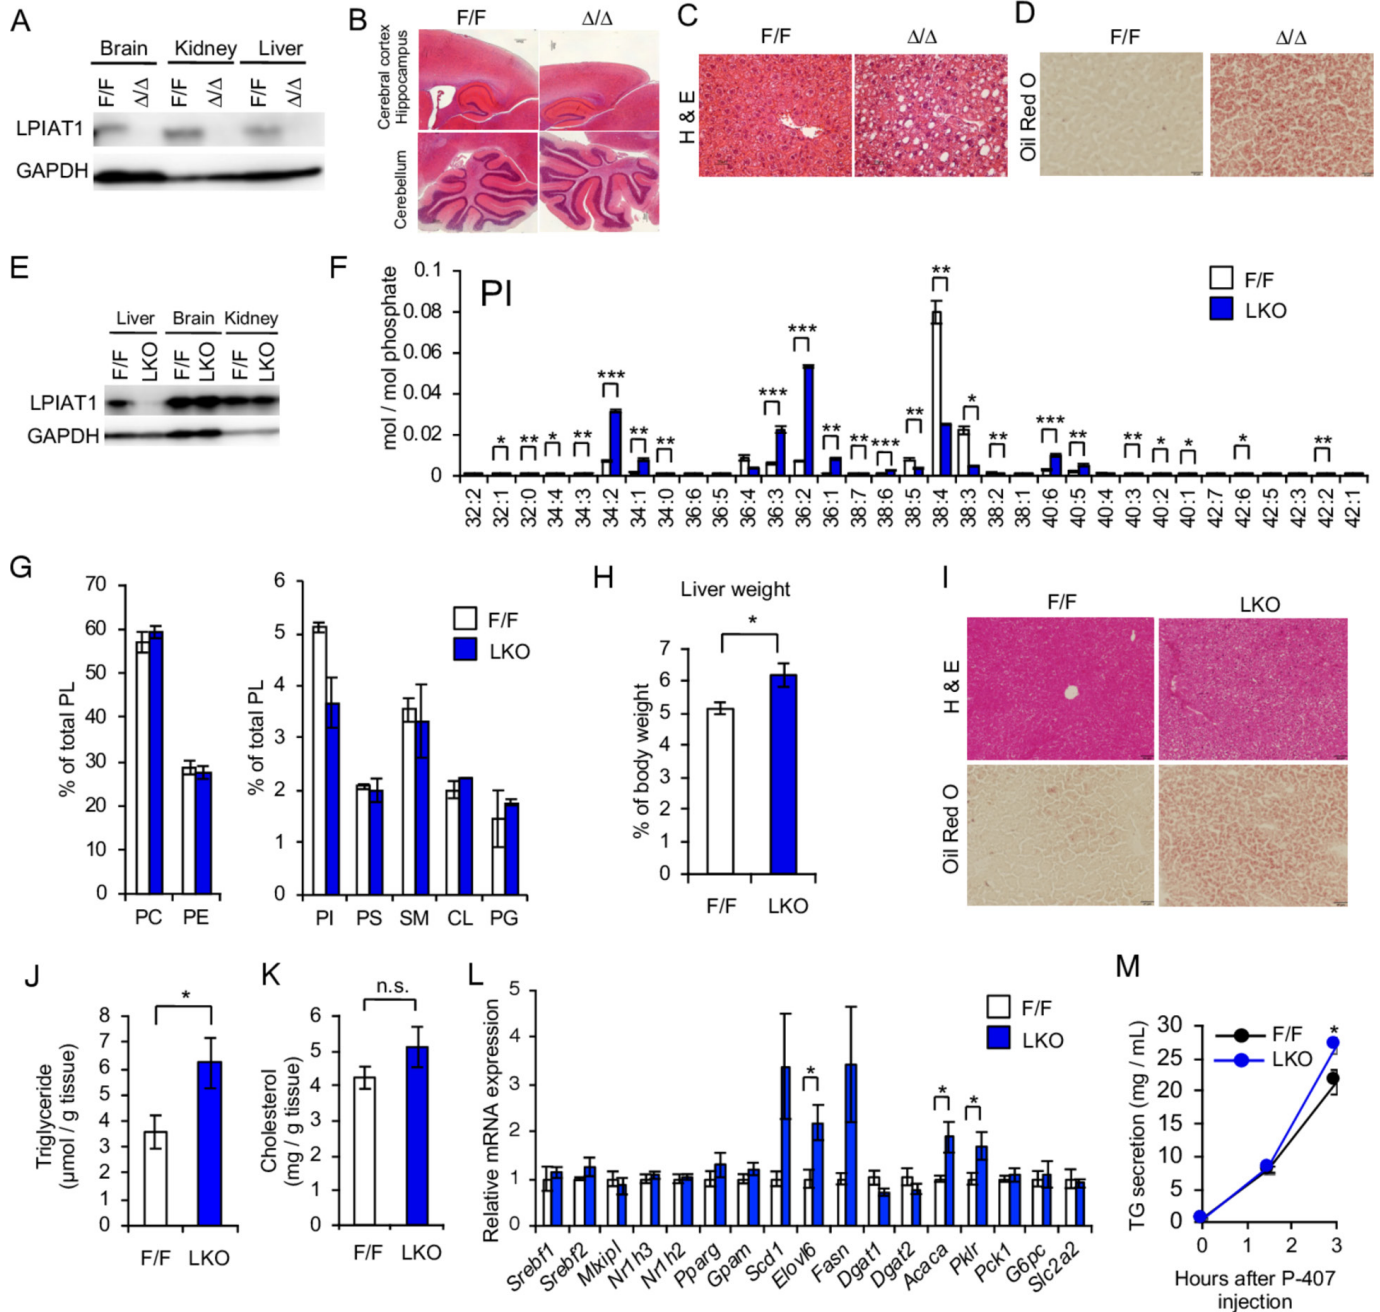 A
Brain Kidney Liver
F/F Δ/Δ F/F Δ/Δ F/F Δ/Δ
LPIAT1
GAPDH
B
F/F Δ/Δ
Cerebral cortex
Hippocampus
Cerebellum
C
F/F Δ/Δ
H & E
D
F/F Δ/Δ
Oil Red O
E
Liver Brain Kidney
F/F LKO F/F LKO F/F LKO
LPIAT1
GAPDH
F
PI
F/F
LKO
mol / mol phosphate
0.1
0.08
0.06
0.04
0.02
0
* ** * ** *** ** ** *** *** ** ** *** ** ** * ** *** ** ** * * * **
32:2 32:1 32:0 34:4 34:3 34:2 34:1 34:0 36:6 36:5 36:4 36:3 36:2 36:1 38:7 38:6 38:5 38:4 38:3 38:2 38:1 40:6 40:5 40:4 40:3 40:2 40:1 42:7 42:6 42:5 42:3 42:2 42:1
G
% of total PL
70
60
50
40
30
20
10
0
PC PE
% of total PL
6
5
4
3
2
1
0
PI PS SM CL PG
F/F
LKO
H
Liver weight
*
% of body weight
7
6
5
4
3
2
1
0
F/F LKO
I
F/F LKO
H & E
Oil Red O
J
*
Triglyceride
(μmol / g tissue)
8
7
6
5
4
3
2
1
0
F/F LKO
K
n.s.
Cholesterol
(mg / g tissue)
6
5
4
3
2
1
0
F/F LKO
L
F/F
LKO
Relative mRNA expression
5
4
3
2
1
0
* * *
Srebf1 Srebf2 Mlxipl Nr1h3 Nr1h2 Pparg Gpam Scd1 Elovl6 Fasn Dgat1 Dgat2 Acaca Pklr Pck1 G6pc Slc2a2
M
F/F
LKO
*
TG secretion (mg / mL)
30
25
20
15
10
5
0
0 1 2 3
Hours after P-407
injection